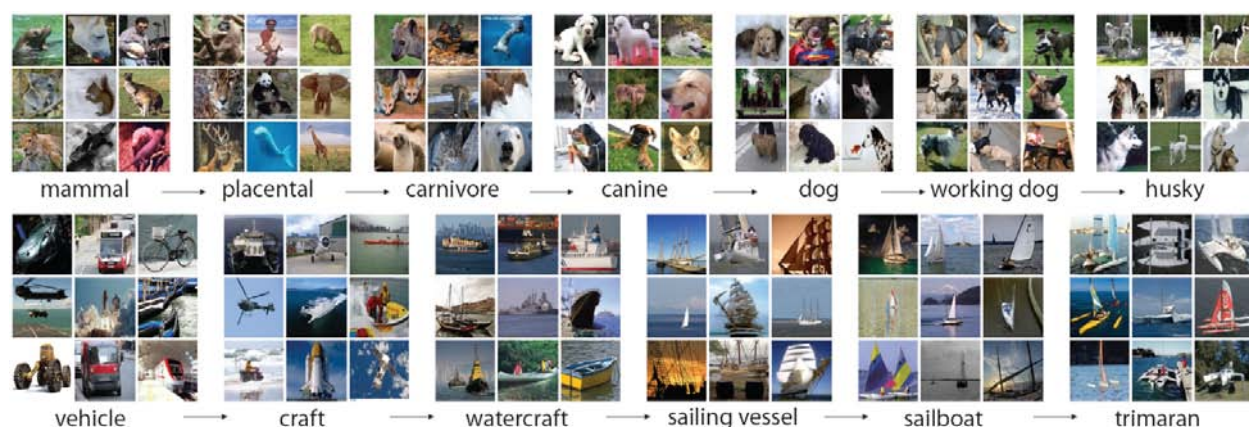 mammal → placental → carnivore → canine → dog → working dog → husky
vehicle → craft → watercraft → sailing vessel → sailboat → trimaran